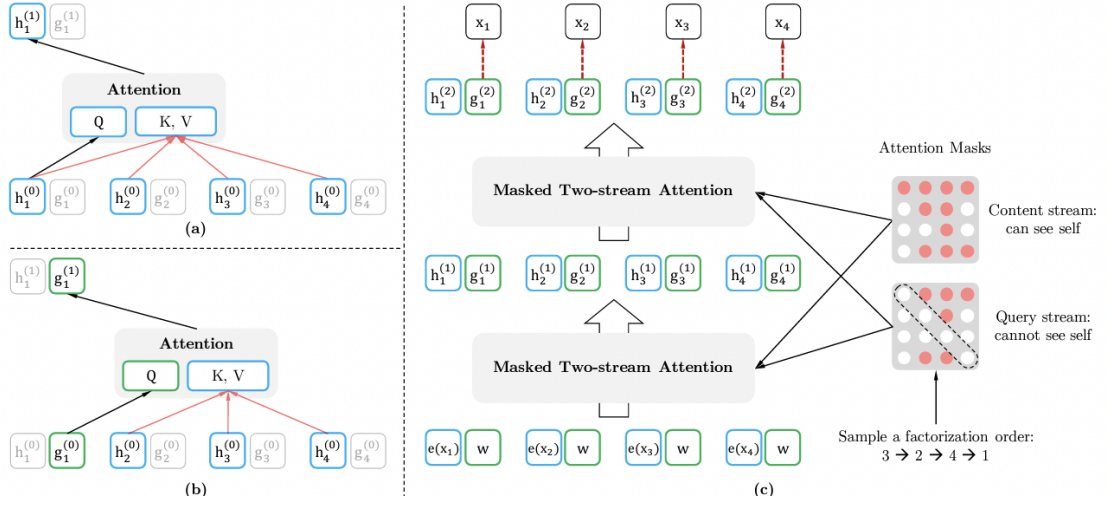 h₁⁽¹⁾ g₁⁽¹⁾
Attention
Q K, V
h₁⁽⁰⁾ g₁⁽⁰⁾ h₂⁽⁰⁾ g₂⁽⁰⁾ h₃⁽⁰⁾ g₃⁽⁰⁾ h₄⁽⁰⁾ g₄⁽⁰⁾
(a)
h₁⁽¹⁾ g₁⁽¹⁾
Attention
Q K, V
h₁⁽⁰⁾ g₁⁽⁰⁾ h₂⁽⁰⁾ g₂⁽⁰⁾ h₃⁽⁰⁾ g₃⁽⁰⁾ h₄⁽⁰⁾ g₄⁽⁰⁾
(b)
x₁ x₂ x₃ x₄
h₁⁽²⁾ g₁⁽²⁾ h₂⁽²⁾ g₂⁽²⁾ h₃⁽²⁾ g₃⁽²⁾ h₄⁽²⁾ g₄⁽²⁾
Masked Two-stream Attention
h₁⁽¹⁾ g₁⁽¹⁾ h₂⁽¹⁾ g₂⁽¹⁾ h₃⁽¹⁾ g₃⁽¹⁾ h₄⁽¹⁾ g₄⁽¹⁾
Masked Two-stream Attention
e(x₁) w e(x₂) w e(x₃) w e(x₄) w
(c)
Attention Masks
Content stream:
can see self
Query stream:
cannot see self
Sample a factorization order:
3 → 2 → 4 → 1